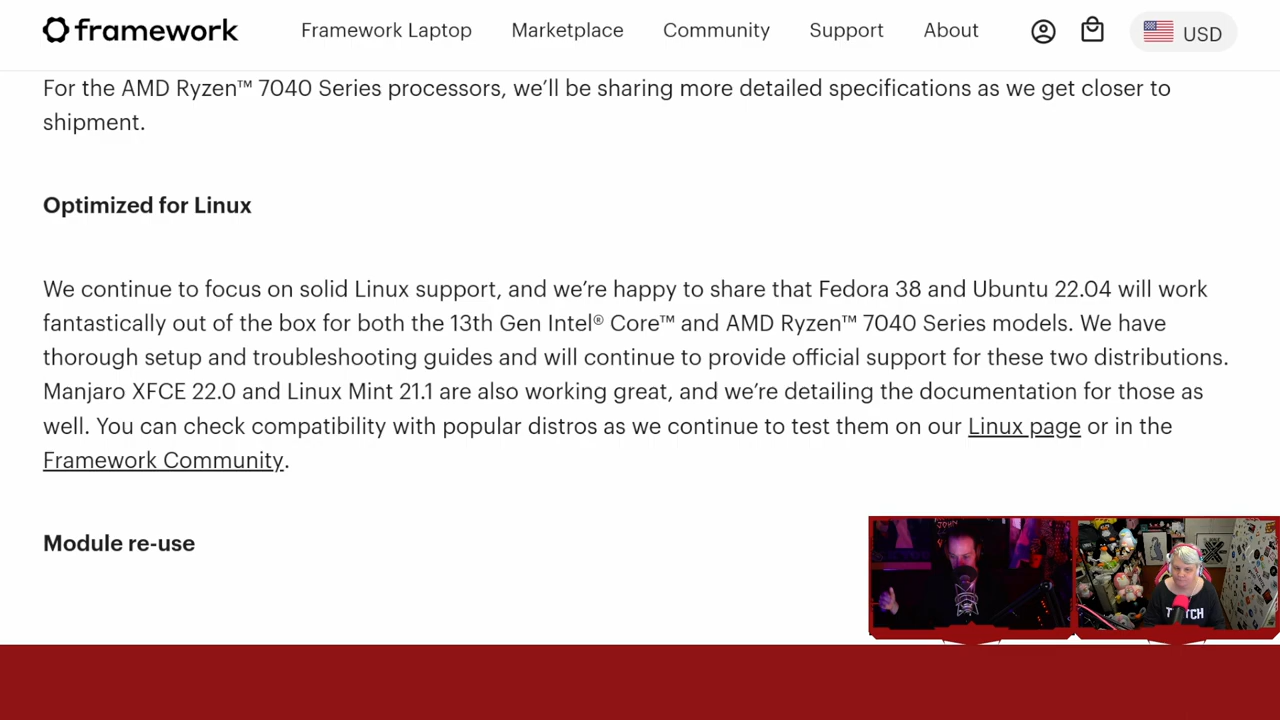 framework
Framework Laptop Marketplace Community Support About USD
For the AMD Ryzen™ 7040 Series processors, we’ll be sharing more detailed specifications as we get closer to
shipment.
Optimized for Linux
We continue to focus on solid Linux support, and we’re happy to share that Fedora 38 and Ubuntu 22.04 will work
fantastically out of the box for both the 13th Gen Intel® Core™ and AMD Ryzen™ 7040 Series models. We have
thorough setup and troubleshooting guides and will continue to provide official support for these two distributions.
Manjaro XFCE 22.0 and Linux Mint 21.1 are also working great, and we’re detailing the documentation for those as
well. You can check compatibility with popular distros as we continue to test them on our Linux page or in the
Framework Community.
Module re-use
JOHN